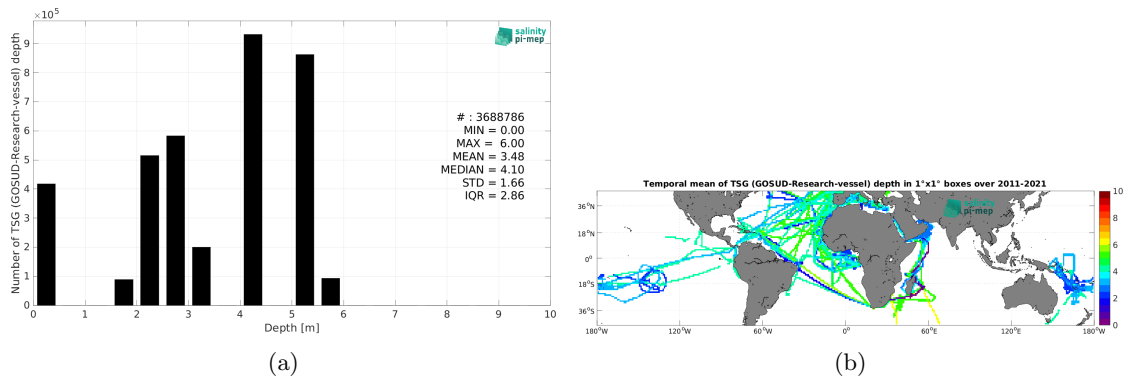 ×10⁵
9
8
7
6
5
4
3
2
1
0
Number of TSG (GOSUD-Research-vessel) depth
salinity
pi-mep
# : 3688786
MIN = 0.00
MAX = 6.00
MEAN = 3.48
MEDIAN = 4.10
STD = 1.66
IQR = 2.86
0 1 2 3 4 5 6 7 8 9 10
Depth [m]
(a)
Temporal mean of TSG (GOSUD-Research-vessel) depth in 1°x1° boxes over 2011-2021
salinity
pi-mep
36°N
18°N
0°
18°S
36°S
180°W 120°W 60°W 0° 60°E 120°E 180°E
10
8
6
4
2
0
(b)